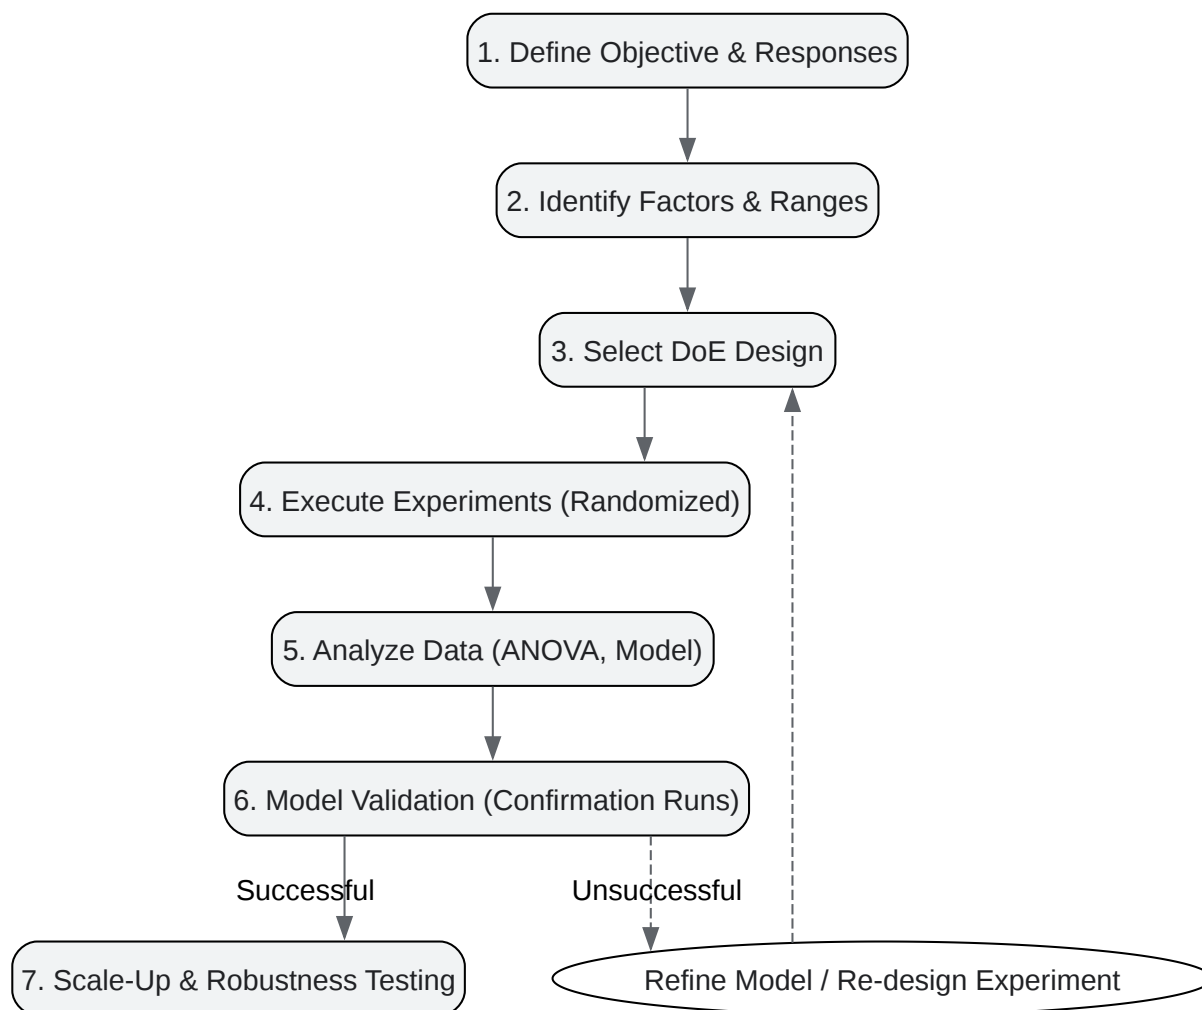 1. Define Objective & Responses
2. Identify Factors & Ranges
3. Select DoE Design
4. Execute Experiments (Randomized)
5. Analyze Data (ANOVA, Model)
6. Model Validation (Confirmation Runs)
Successful
Unsuccessful
7. Scale-Up & Robustness Testing
Refine Model / Re-design Experiment